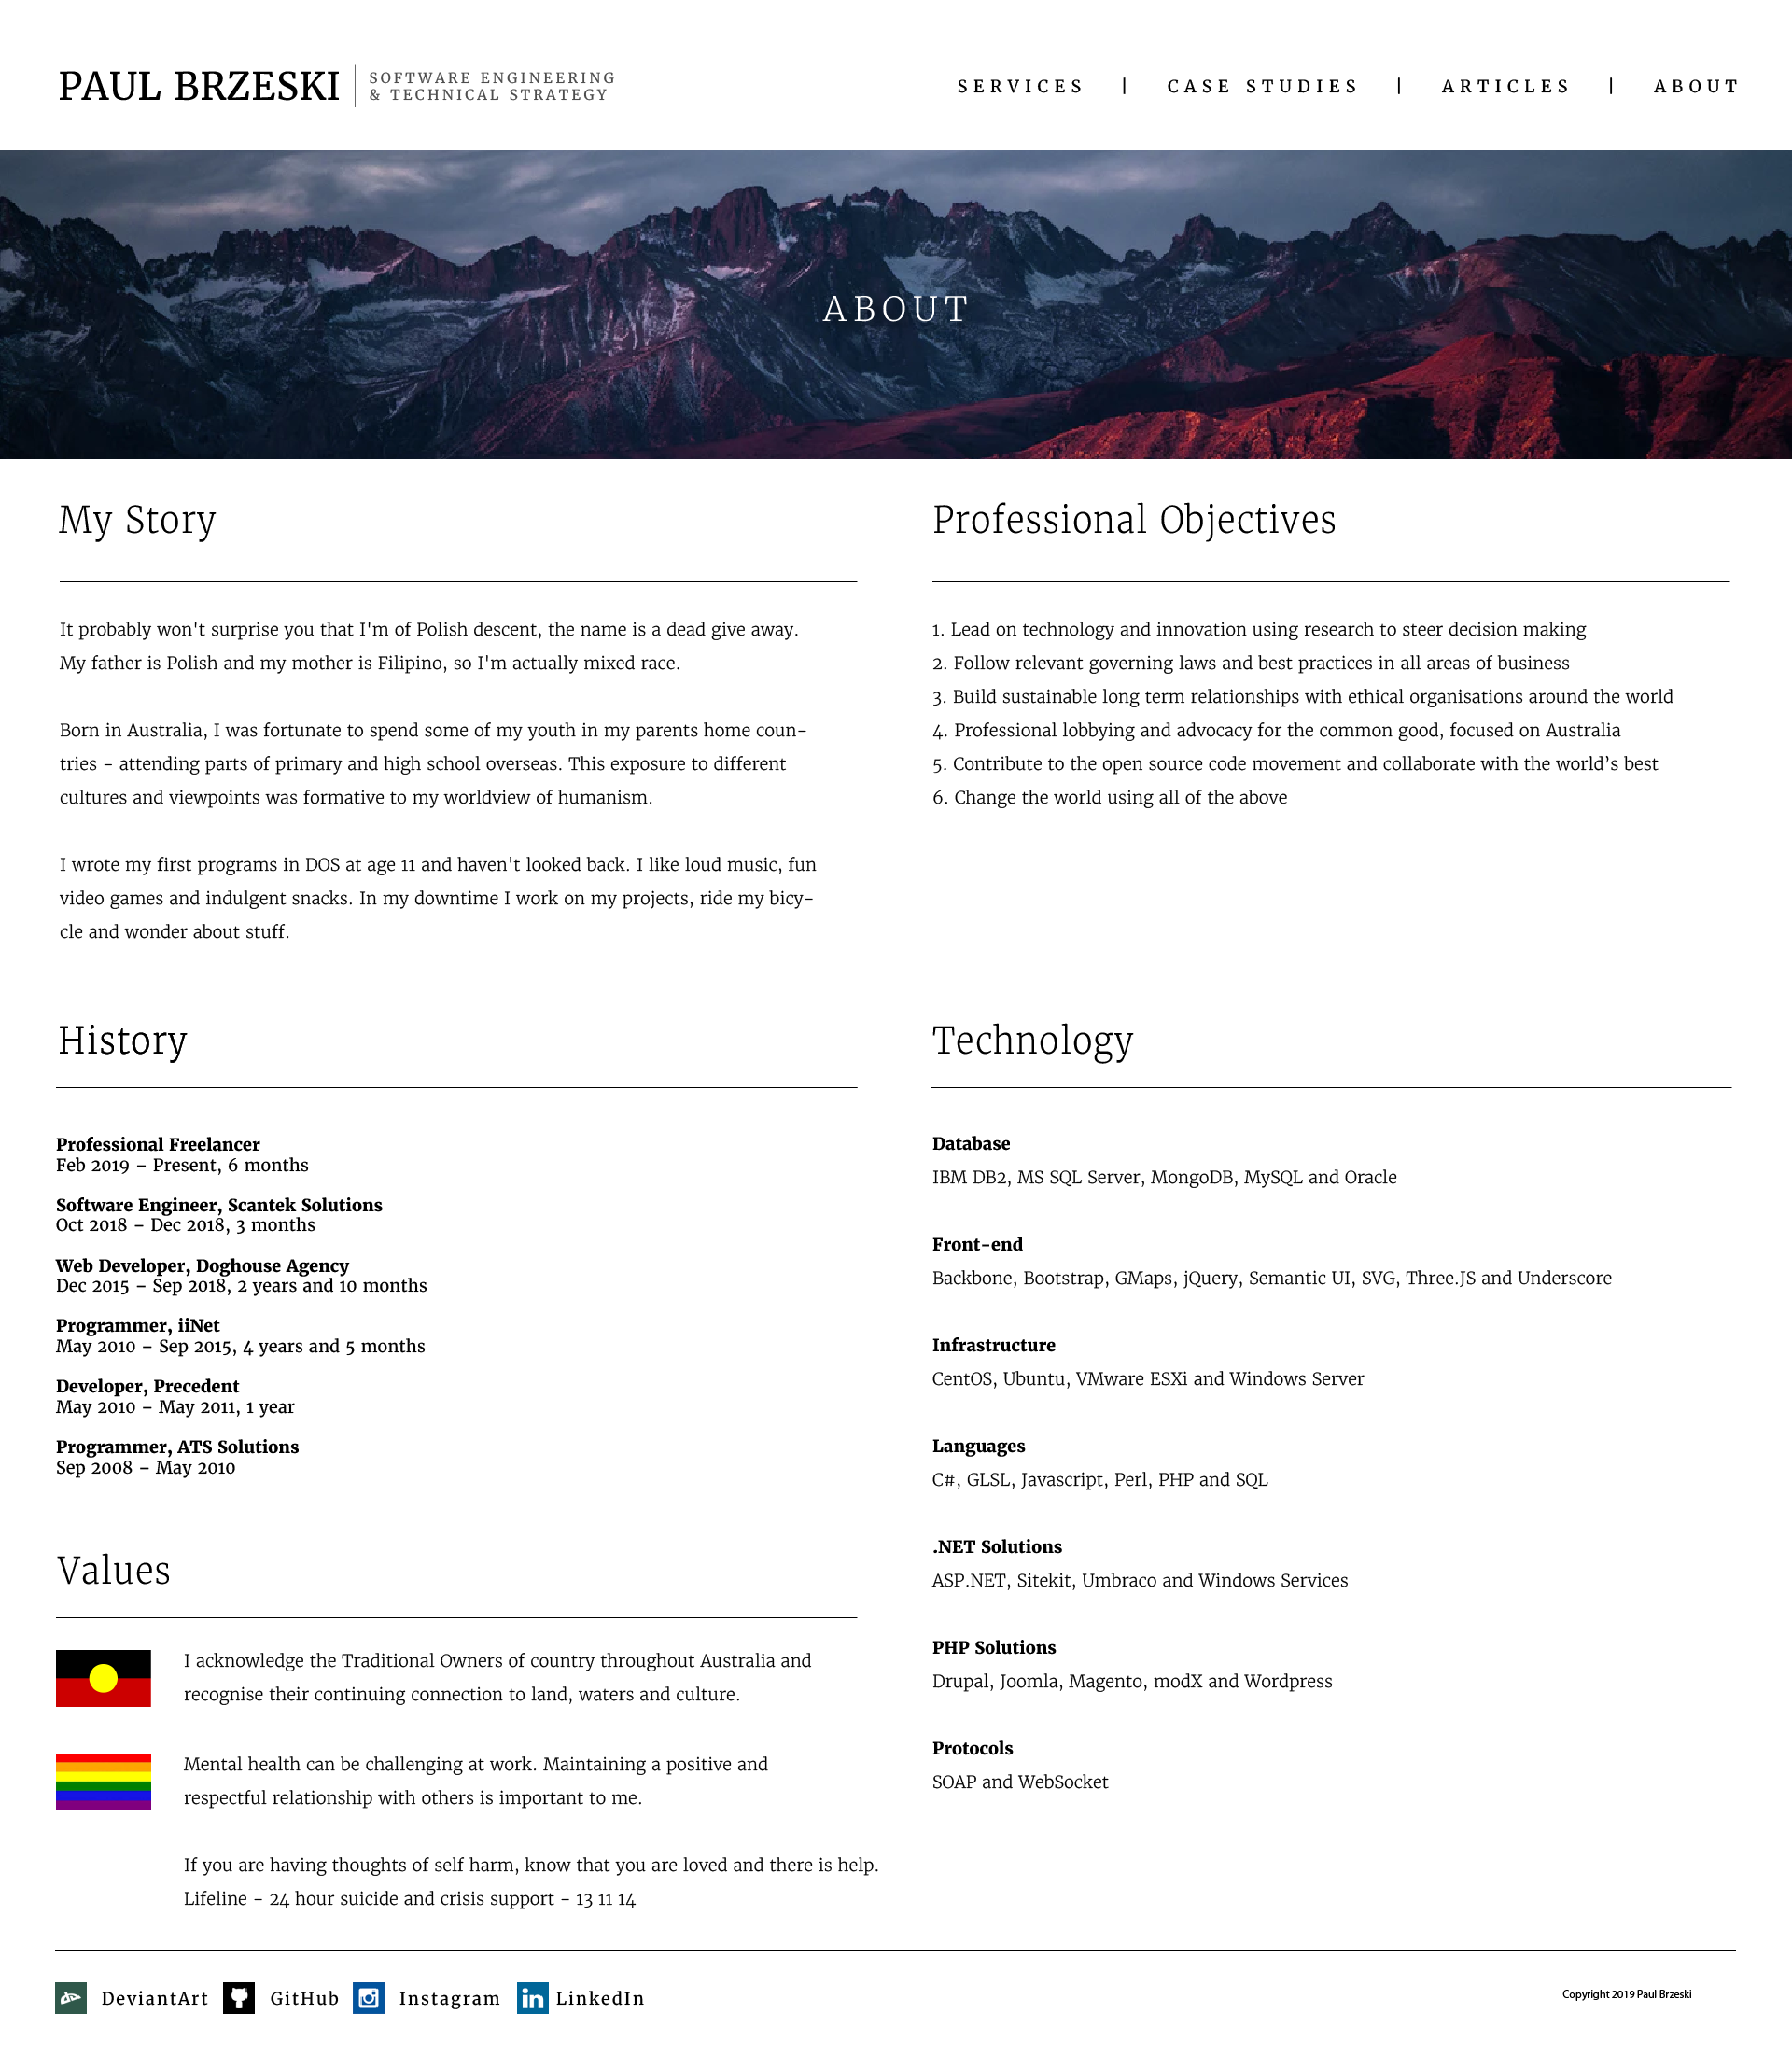 PAUL BRZESKI
SOFTWARE ENGINEERING
& TECHNICAL STRATEGY
SERVICES | CASE STUDIES | ARTICLES | ABOUT
ABOUT
My Story
It probably won't surprise you that I'm of Polish descent, the name is a dead give away.
My father is Polish and my mother is Filipino, so I'm actually mixed race.
Born in Australia, I was fortunate to spend some of my youth in my parents home coun-
tries - attending parts of primary and high school overseas. This exposure to different
cultures and viewpoints was formative to my worldview of humanism.
I wrote my first programs in DOS at age 11 and haven't looked back. I like loud music, fun
video games and indulgent snacks. In my downtime I work on my projects, ride my bicy-
cle and wonder about stuff.
Professional Objectives
1. Lead on technology and innovation using research to steer decision making
2. Follow relevant governing laws and best practices in all areas of business
3. Build sustainable long term relationships with ethical organisations around the world
4. Professional lobbying and advocacy for the common good, focused on Australia
5. Contribute to the open source code movement and collaborate with the world’s best
6. Change the world using all of the above
History
Professional Freelancer
Feb 2019 – Present, 6 months
Software Engineer, Scantek Solutions
Oct 2018 – Dec 2018, 3 months
Web Developer, Doghouse Agency
Dec 2015 – Sep 2018, 2 years and 10 months
Programmer, iiNet
May 2010 – Sep 2015, 4 years and 5 months
Developer, Precedent
May 2010 – May 2011, 1 year
Programmer, ATS Solutions
Sep 2008 – May 2010
Values
I acknowledge the Traditional Owners of country throughout Australia and
recognise their continuing connection to land, waters and culture.
Mental health can be challenging at work. Maintaining a positive and
respectful relationship with others is important to me.
If you are having thoughts of self harm, know that you are loved and there is help.
Lifeline - 24 hour suicide and crisis support - 13 11 14
Technology
Database
IBM DB2, MS SQL Server, MongoDB, MySQL and Oracle
Front-end
Backbone, Bootstrap, GMaps, jQuery, Semantic UI, SVG, Three.JS and Underscore
Infrastructure
CentOS, Ubuntu, VMware ESXi and Windows Server
Languages
C#, GLSL, Javascript, Perl, PHP and SQL
.NET Solutions
ASP.NET, Sitekit, Umbraco and Windows Services
PHP Solutions
Drupal, Joomla, Magento, modX and Wordpress
Protocols
SOAP and WebSocket
DeviantArt GitHub Instagram in LinkedIn
Copyright 2019 Paul Brzeski